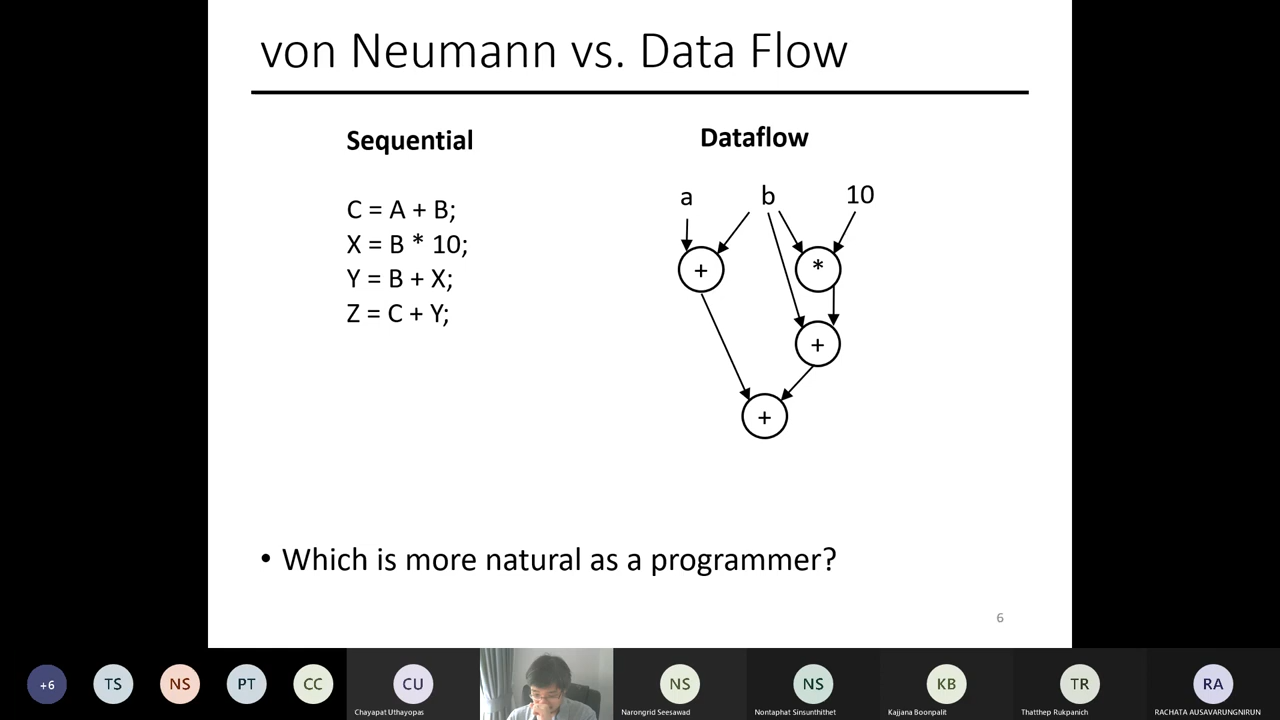 von Neumann vs. Data Flow
Sequential
C = A + B;
X = B * 10;
Y = B + X;
Z = C + Y;
Dataflow
a b 10
+ *
+
+
• Which is more natural as a programmer?
6
+6 TS NS PT CC CU NS NS KB TR RA
Chayapat Uthayopas Narongrid Seesawad Nontaphat Sinsunthithet Kajjana Boonpalit Thatthep Rukpanich RACHATA AUSAVARUNGNIRUN